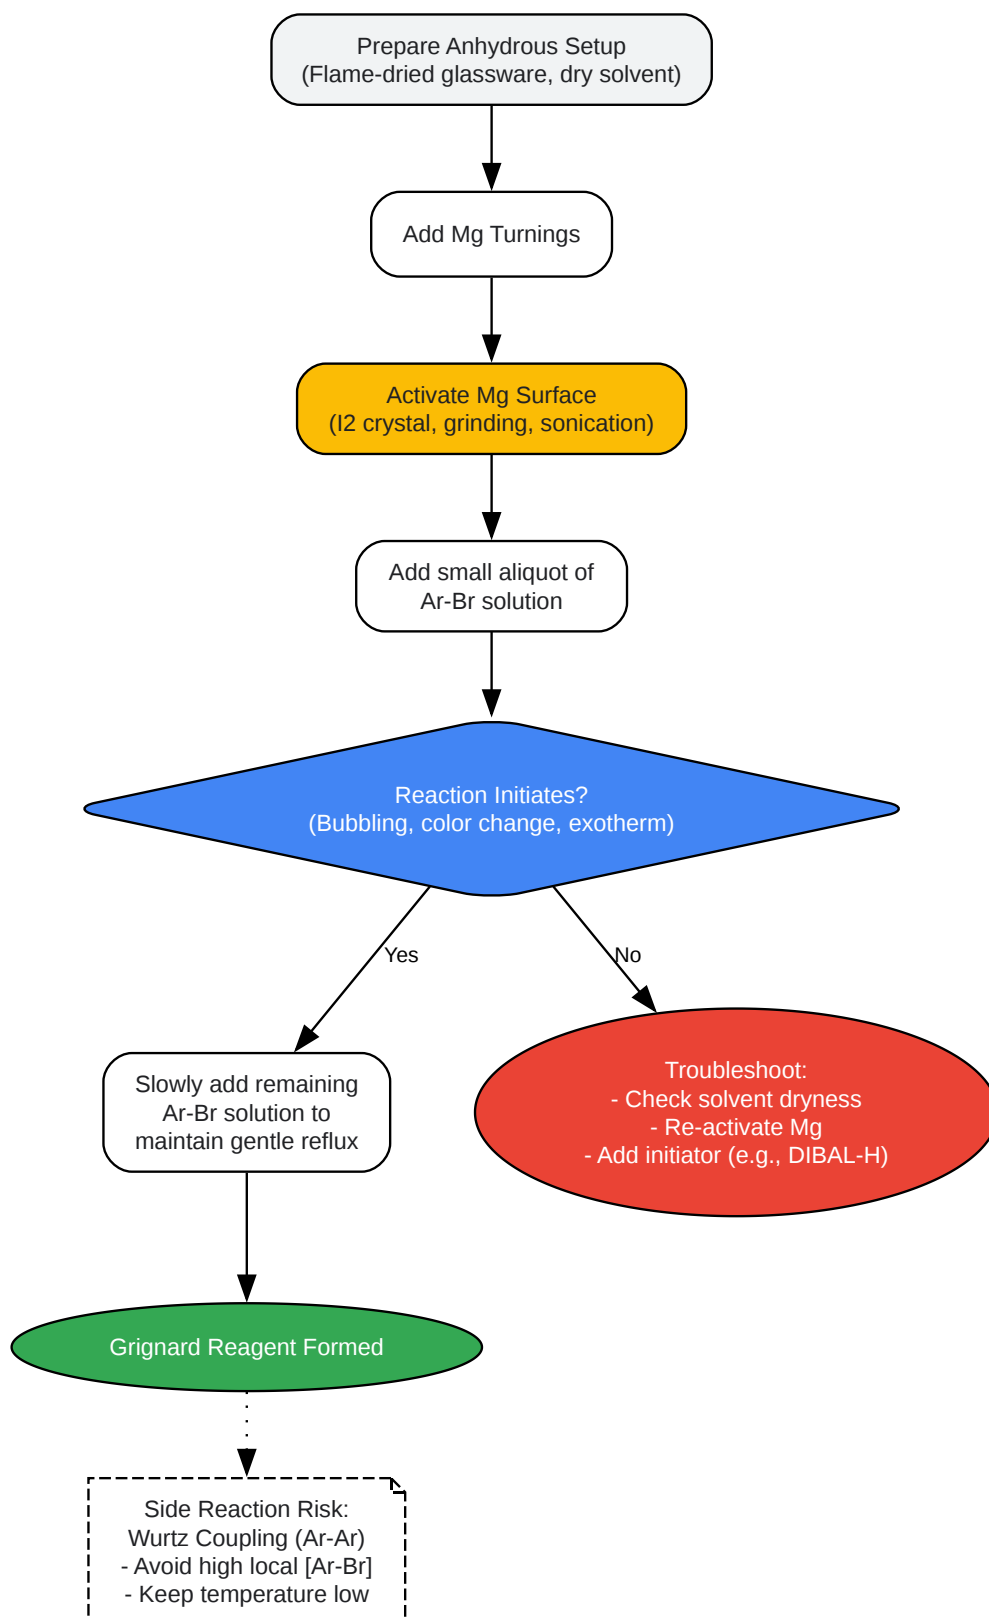 Prepare Anhydrous Setup
(Flame-dried glassware, dry solvent)
Add Mg Turnings
Activate Mg Surface
(I2 crystal, grinding, sonication)
Add small aliquot of
Ar-Br solution
Reaction Initiates?
(Bubbling, color change, exotherm)
Yes
No
Slowly add remaining
Ar-Br solution to
maintain gentle reflux
Troubleshoot:
- Check solvent dryness
- Re-activate Mg
- Add initiator (e.g., DIBAL-H)
Grignard Reagent Formed
Side Reaction Risk:
Wurtz Coupling (Ar-Ar)
- Avoid high local [Ar-Br]
- Keep temperature low